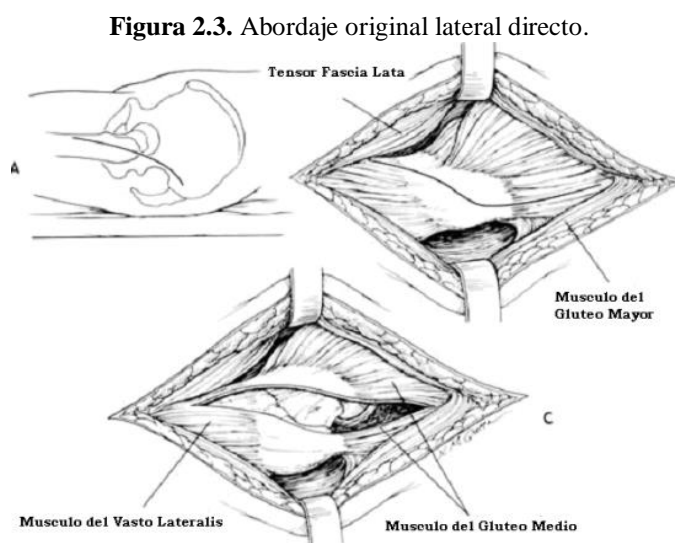 Figura 2.3. Abordaje original lateral directo.
Tensor Fascia Lata
A
Musculo del
Gluteo Mayor
C
Musculo del Vasto Lateralis
Musculo del Gluteo Medio